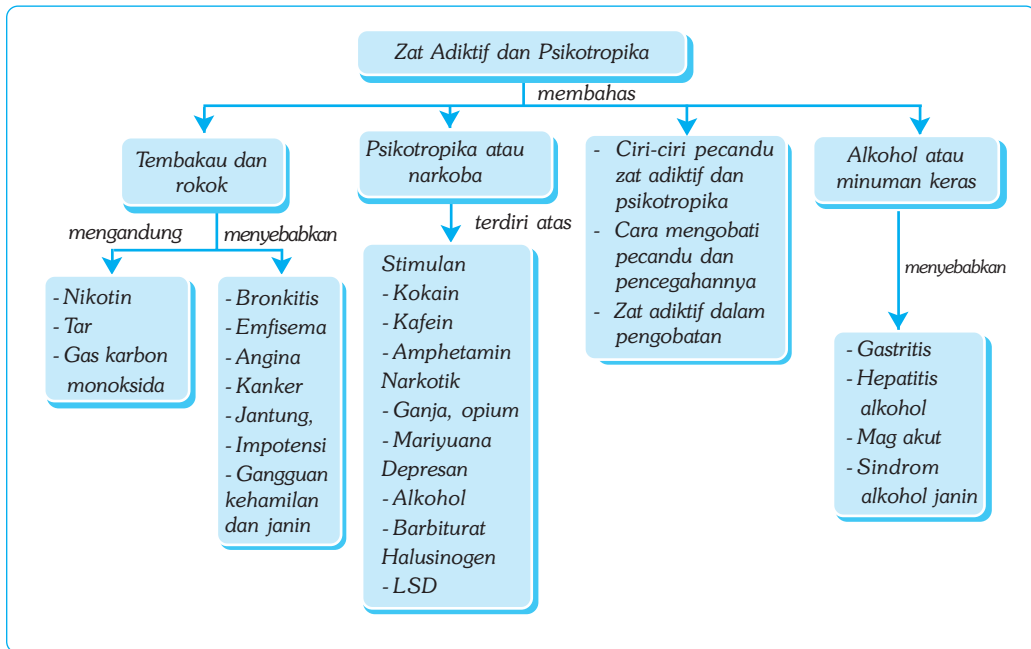 Zat Adiktif dan Psikotropika
membahas
Tembakau dan
rokok
mengandung
menyebabkan
- Nikotin
- Tar
- Gas karbon
monoksida
- Bronkitis
- Emfisema
- Angina
- Kanker
- Jantung,
- Impotensi
- Gangguan
kehamilan
dan janin
Psikotropika atau
narkoba
terdiri atas
Stimulan
- Kokain
- Kafein
- Amphetamin
Narkotik
- Ganja, opium
- Mariyuana
Depresan
- Alkohol
- Barbiturat
Halusinogen
- LSD
- Ciri-ciri pecandu
zat adiktif dan
psikotropika
- Cara mengobati
pecandu dan
pencegahannya
- Zat adiktif dalam
pengobatan
Alkohol atau
minuman keras
menyebabkan
- Gastritis
- Hepatitis
alkohol
- Mag akut
- Sindrom
alkohol janin